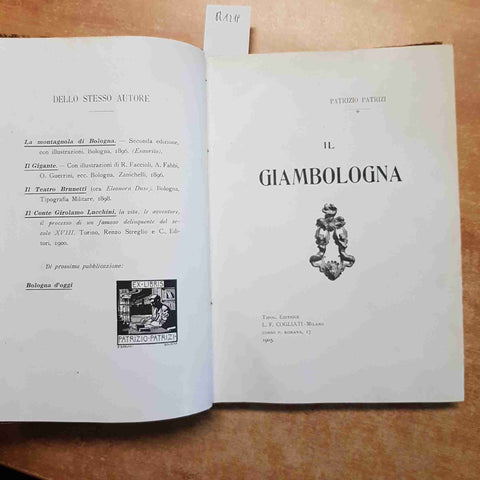 DELLO STESSO AUTORE
La montagnola di Bologna. — Seconda edizione,
con illustrazioni. Bologna, 1896. (Esaurito).
Il Gigante. — Con illustrazioni di R. Faccioli, A. Fabbi,
O. Guerrini, ecc. Bologna, Zanichelli, 1896.
Il Teatro Brunetti (ora Eleonora Duse). Bologna,
Tipografia Militare, 1898.
Il Conte Girolamo Lucchini, la vita, le avventure,
il processo di un famoso delinquente del se-
colo XVIII. Torino, Renzo Streglio e C., Edi-
tori, 1900.
Di prossima pubblicazione:
Bologna d'oggi
EX-LIBRIS
PATRIZIO-PATRIZI
PATRIZIO PATRIZI
IL
GIAMBOLOGNA
Tipog. Editrice
L. F. COGLIATI-Milano
corso p. romana, 17
1905.